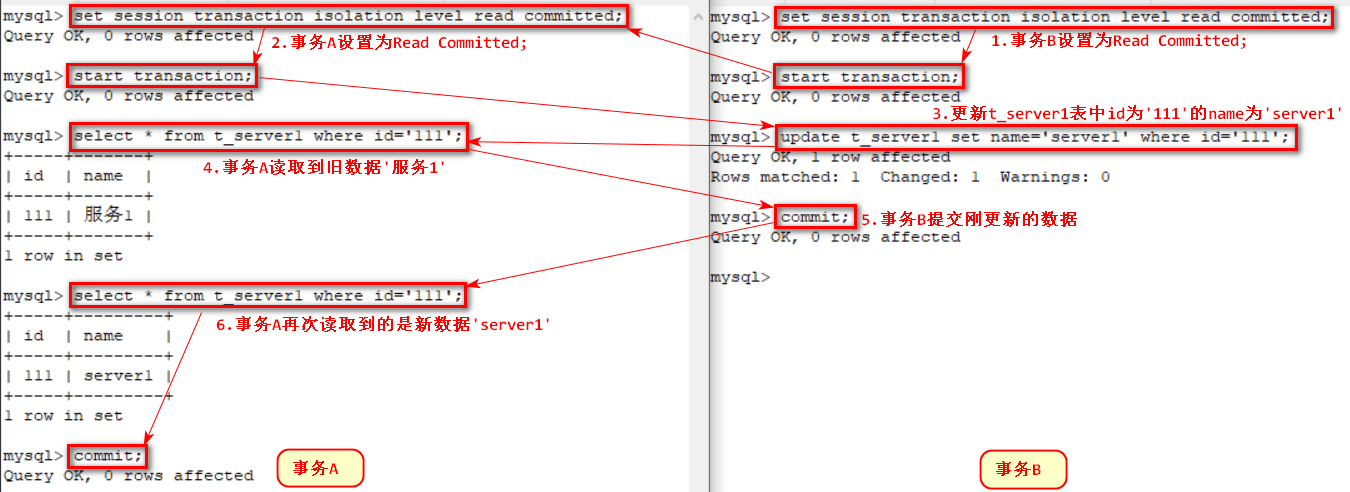 mysql> set session transaction isolation level read committed;
Query OK, 0 rows affected
2.事务A设置为Read Committed;
mysql> start transaction;
Query OK, 0 rows affected
mysql> select * from t_server1 where id='111';
+-----+-------+
4.事务A读取到旧数据'服务1'
| id | name |
+-----+-------+
| 111 | 服务1 |
+-----+-------+
1 row in set
mysql> select * from t_server1 where id='111';
+-----+---------+
6.事务A再次读取到的是新数据'server1'
| id | name |
+-----+---------+
| 111 | server1 |
+-----+---------+
1 row in set
mysql> commit;
Query OK, 0 rows affected
事务A
mysql> set session transaction isolation level read committed;
Query OK, 0 rows affected
1.事务B设置为Read Committed;
mysql> start transaction;
Query OK, 0 rows affected
3.更新t_server1表中id为'111'的name为'server1'
mysql> update t_server1 set name='server1' where id='111';
Query OK, 1 row affected
Rows matched: 1 Changed: 1 Warnings: 0
mysql> commit;
5.事务B提交刚更新的数据
Query OK, 0 rows affected
mysql>
事务B